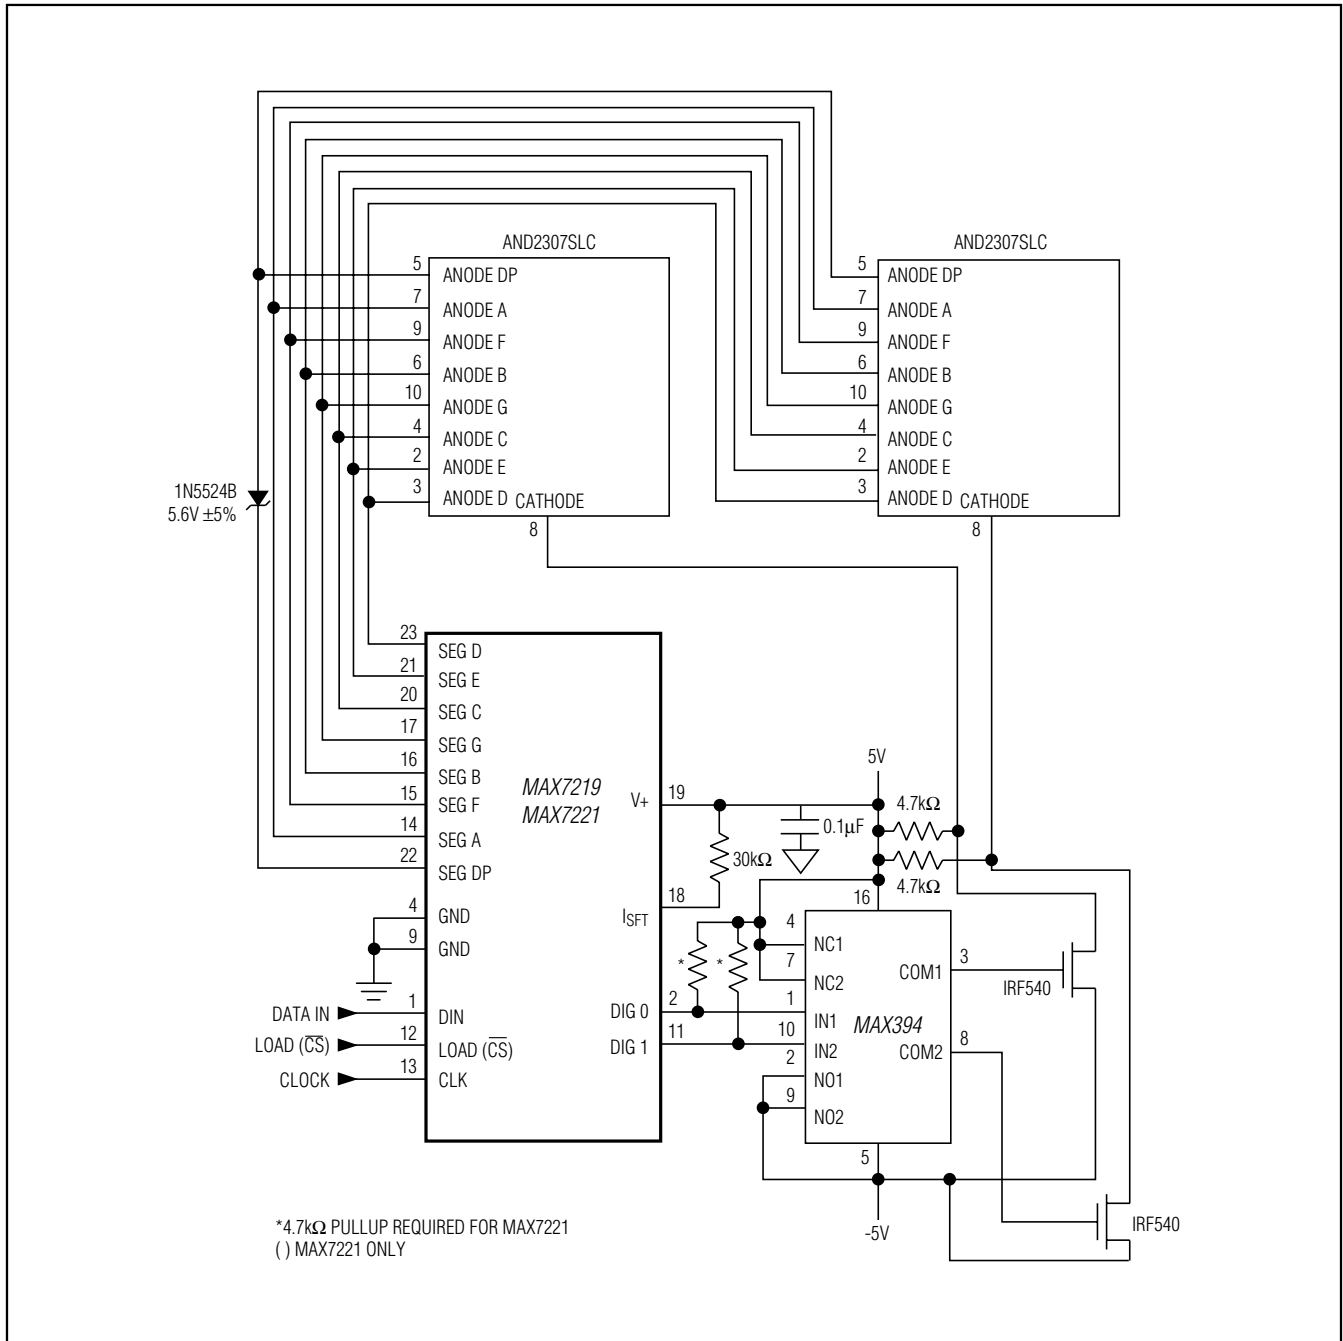 AND2307SLC
5
ANODE DP
7
ANODE A
9
ANODE F
6
ANODE B
10
ANODE G
4
ANODE C
2
ANODE E
3
ANODE D
CATHODE
8
AND2307SLC
5
ANODE DP
7
ANODE A
9
ANODE F
6
ANODE B
10
ANODE G
4
ANODE C
2
ANODE E
3
ANODE D
CATHODE
8
1N5524B
5.6V ±5%
23
SEG D
21
SEG E
20
SEG C
17
SEG G
16
SEG B
15
SEG F
14
SEG A
22
SEG DP
4
GND
9
GND
DATA IN
1
DIN
LOAD (C̅S̅)
12
LOAD (C̅S̅)
CLOCK
13
CLK
MAX7219
MAX7221
V+
19
ISFT
18
DIG 0
2
DIG 1
11
30kΩ
0.1µF
5V
4.7kΩ
4.7kΩ
*
*
16
4
NC1
7
NC2
1
IN1
10
IN2
2
NO1
9
NO2
MAX394
COM1
3
COM2
8
5
-5V
IRF540
IRF540
*4.7kΩ PULLUP REQUIRED FOR MAX7221
( ) MAX7221 ONLY